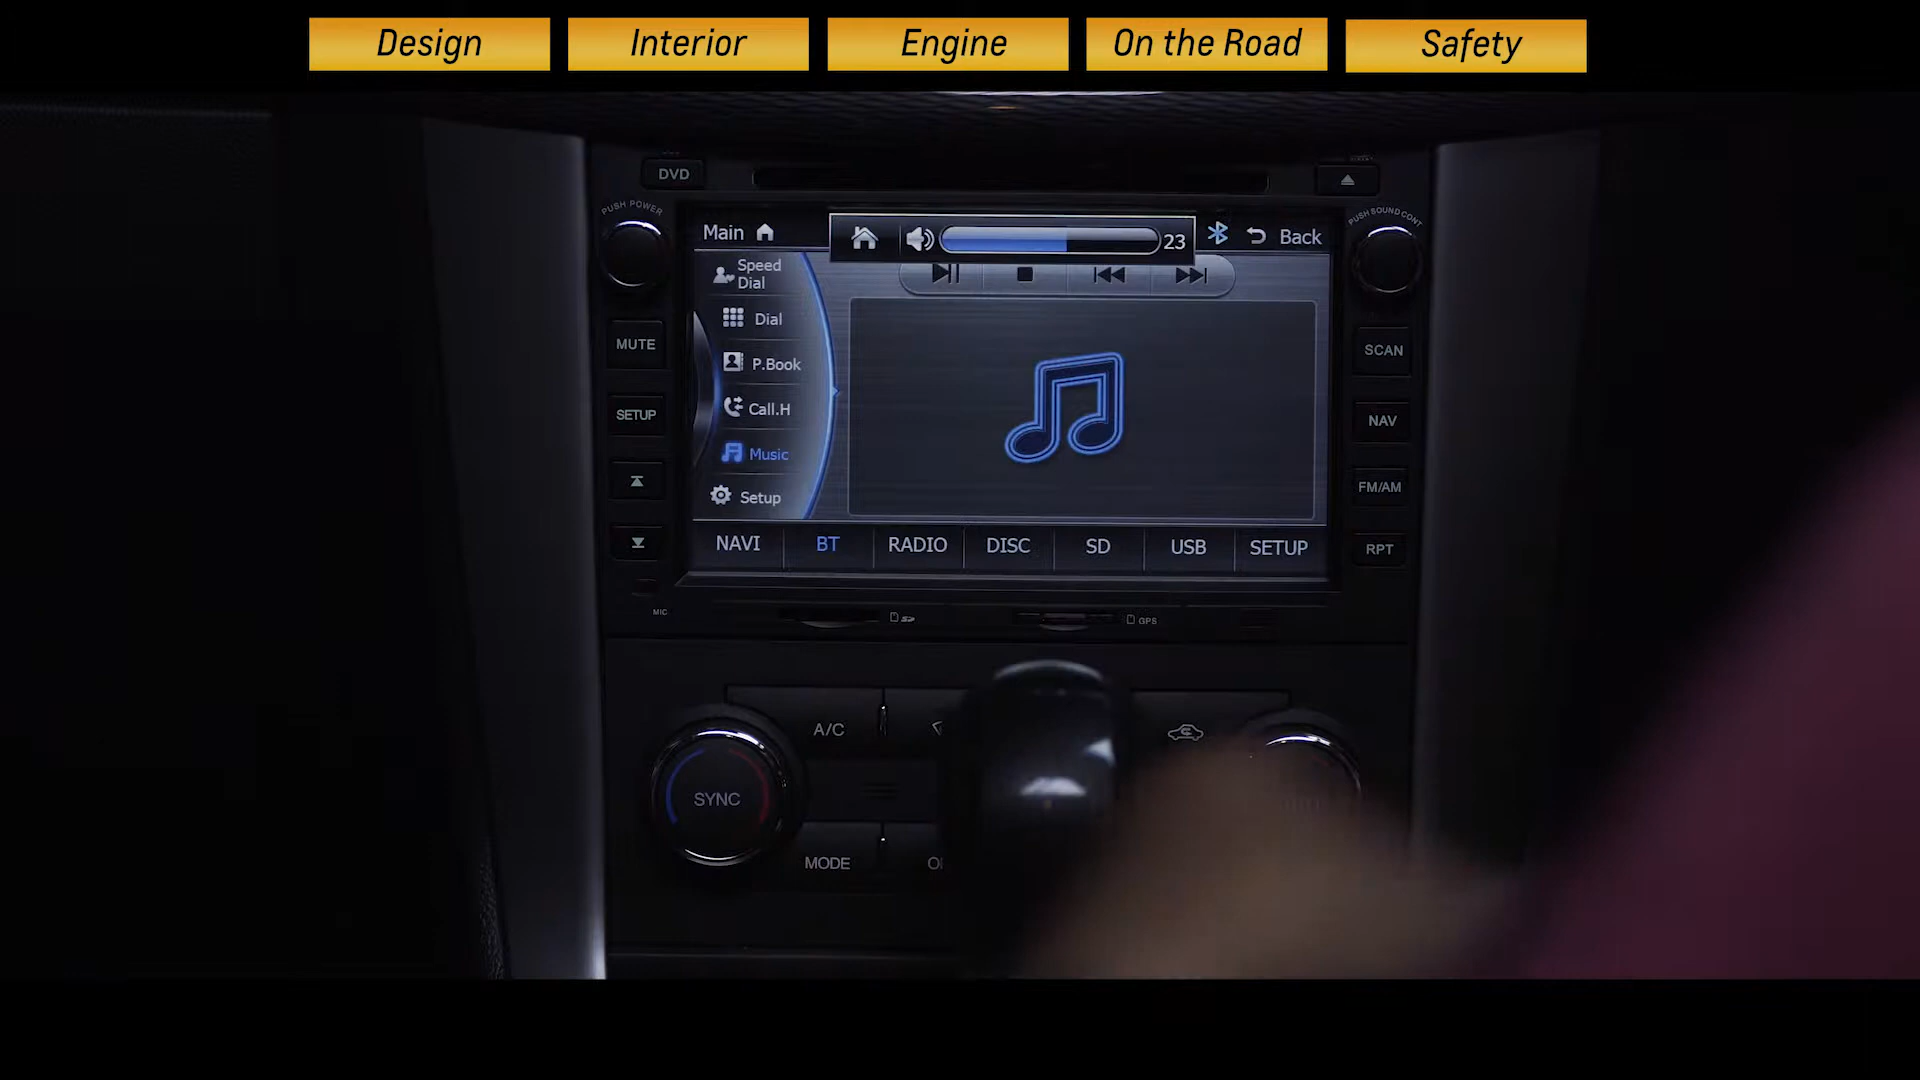 Design Interior Engine On the Road Safety
DVD
PUSH POWER
PUSH SOUND CONT
Main 23 Back
Speed
Dial
Dial
MUTE
SCAN
P.Book
Call.H
SETUP
NAV
Music
Setup
FM/AM
NAVI BT RADIO DISC SD USB SETUP
RPT
MIC
GPS
A/C
SYNC
MODE